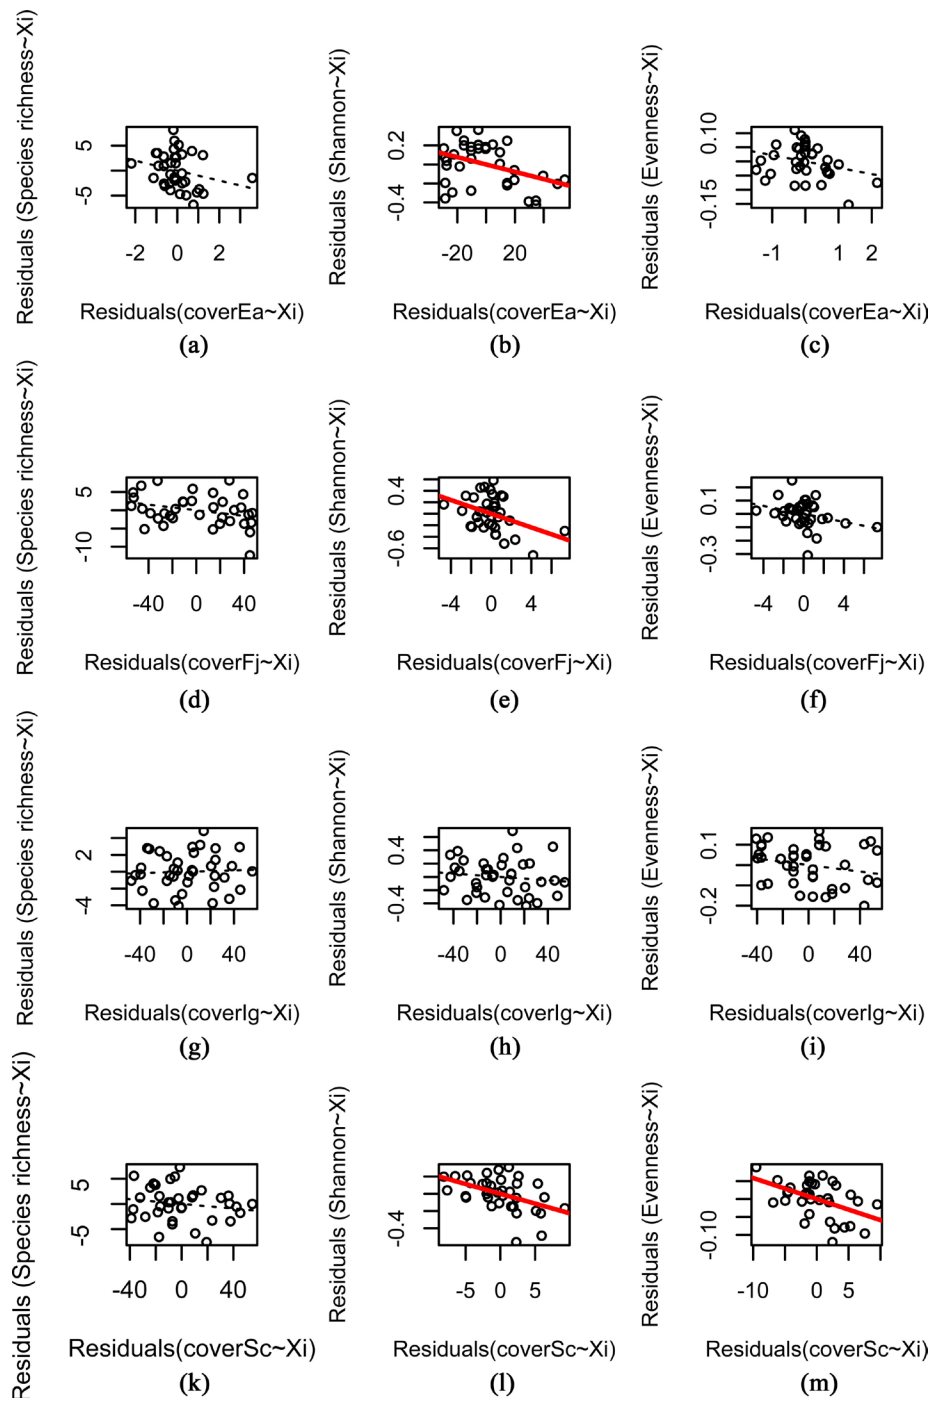 Residuals (Species richness~Xi)
5
-5
-2 0 2
Residuals(coverEa~Xi)
(a)
Residuals (Shannon~Xi)
0.2
-0.4
-20 20
Residuals(coverEa~Xi)
(b)
Residuals (Evenness~Xi)
0.10
-0.15
-1 1 2
Residuals(coverEa~Xi)
(c)
Residuals (Species richness~Xi)
5
-10
-40 0 40
Residuals(coverFj~Xi)
(d)
Residuals (Shannon~Xi)
0.4
-0.6
-4 0 4
Residuals(coverFj~Xi)
(e)
Residuals (Evenness~Xi)
0.1
-0.3
-4 0 4
Residuals(coverFj~Xi)
(f)
Residuals (Species richness~Xi)
2
-4
-40 0 40
Residuals(coverIg~Xi)
(g)
Residuals (Shannon~Xi)
0.4
-0.4
-40 0 40
Residuals(coverIg~Xi)
(h)
Residuals (Evenness~Xi)
0.1
-0.2
-40 0 40
Residuals(coverIg~Xi)
(i)
Residuals (Species richness~Xi)
5
-5
-40 0 40
Residuals(coverSc~Xi)
(k)
Residuals (Shannon~Xi)
-0.4
-5 0 5
Residuals(coverSc~Xi)
(l)
Residuals (Evenness~Xi)
-0.10
-10 0 5
Residuals(coverSc~Xi)
(m)